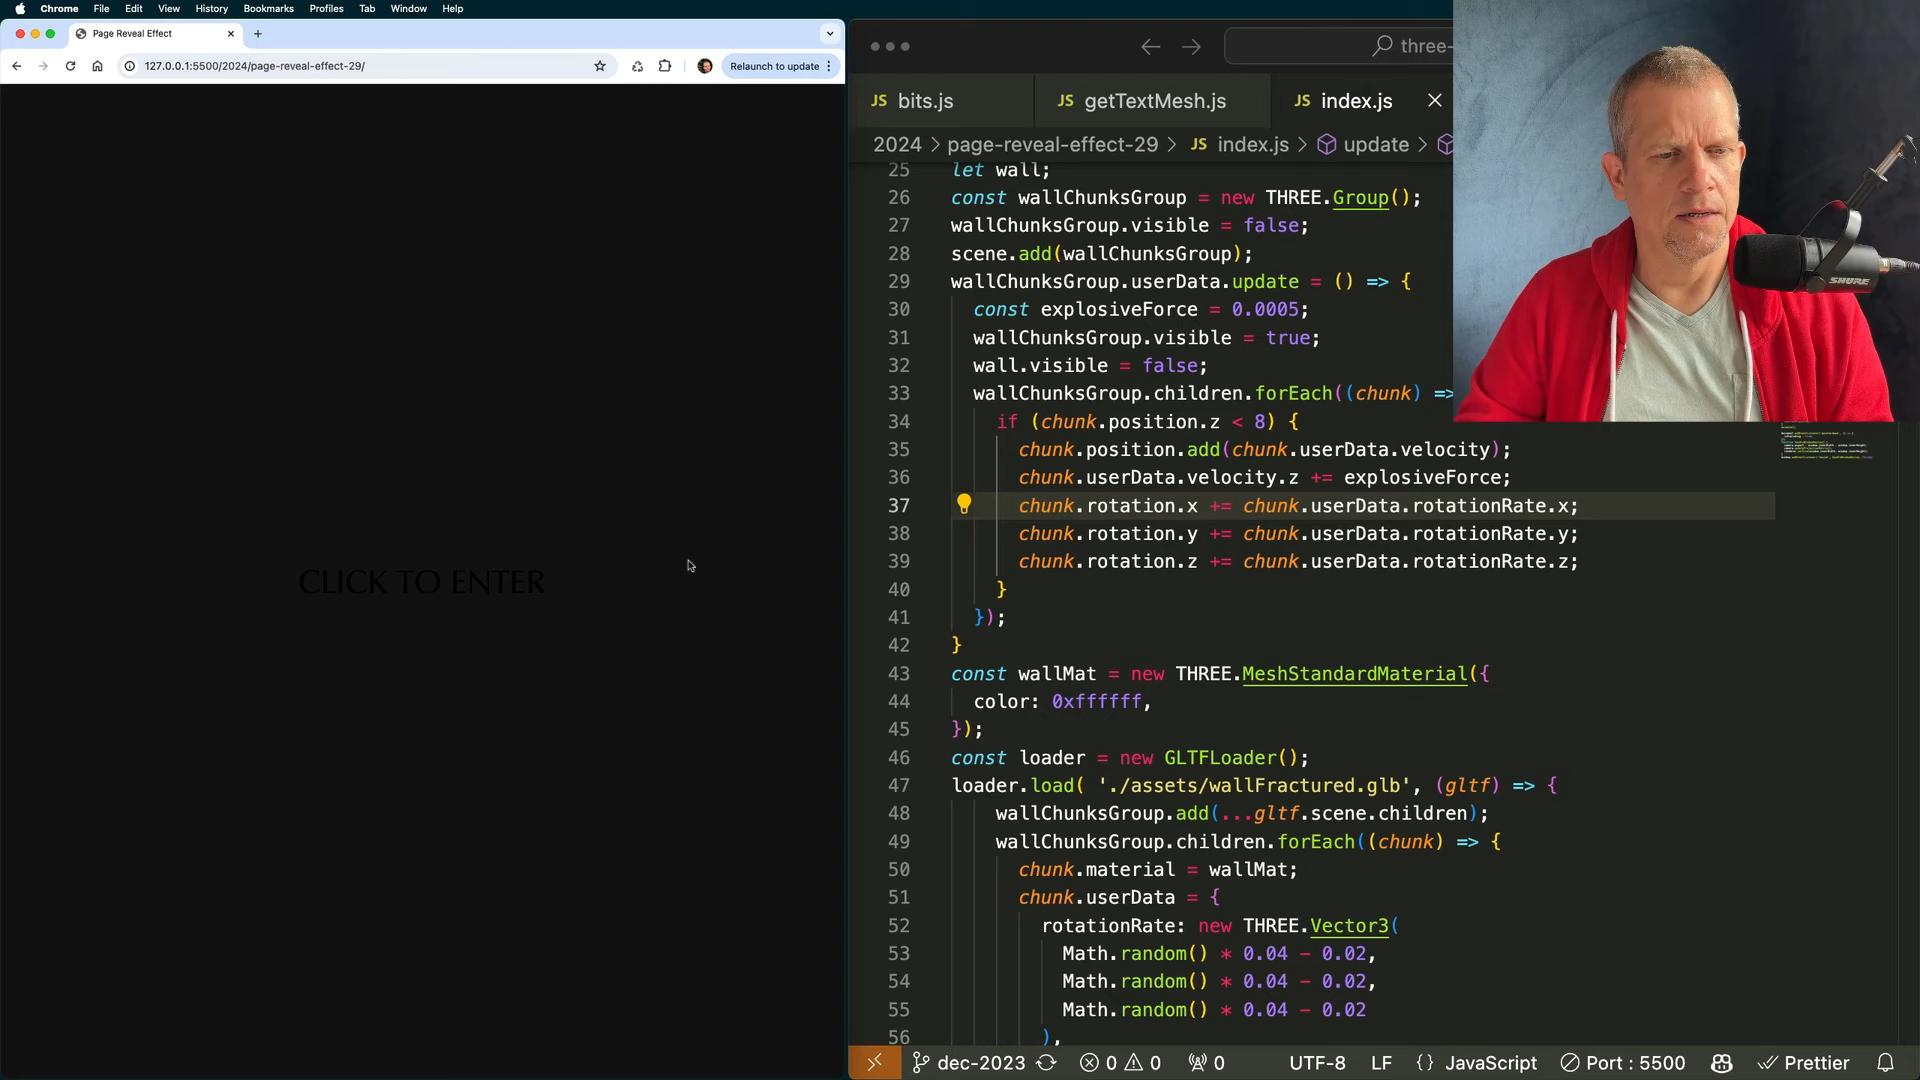 Chrome File Edit View History Bookmarks Profiles Tab Window Help
Page Reveal Effect
127.0.0.1:5500/2024/page-reveal-effect-29/
Relaunch to update
CLICK TO ENTER
three-
JS bits.js JS getTextMesh.js JS index.js
2024 > page-reveal-effect-29 > JS index.js > update >
25 let wall;
26 const wallChunksGroup = new THREE.Group();
27 wallChunksGroup.visible = false;
28 scene.add(wallChunksGroup);
29 wallChunksGroup.userData.update = () => {
30 const explosiveForce = 0.0005;
31 wallChunksGroup.visible = true;
32 wall.visible = false;
33 wallChunksGroup.children.forEach((chunk) =>
34 if (chunk.position.z < 8) {
35 chunk.position.add(chunk.userData.velocity);
36 chunk.userData.velocity.z += explosiveForce;
37 chunk.rotation.x += chunk.userData.rotationRate.x;
38 chunk.rotation.y += chunk.userData.rotationRate.y;
39 chunk.rotation.z += chunk.userData.rotationRate.z;
40 }
41 });
42 }
43 const wallMat = new THREE.MeshStandardMaterial({
44 color: 0xffffff,
45 });
46 const loader = new GLTFLoader();
47 loader.load( './assets/wallFractured.glb', (gltf) => {
48 wallChunksGroup.add(...gltf.scene.children);
49 wallChunksGroup.children.forEach((chunk) => {
50 chunk.material = wallMat;
51 chunk.userData = {
52 rotationRate: new THREE.Vector3(
53 Math.random() * 0.04 - 0.02,
54 Math.random() * 0.04 - 0.02,
55 Math.random() * 0.04 - 0.02
56 ),
dec-2023 0 0 0 UTF-8 LF {} JavaScript Port : 5500 Prettier
SHURE